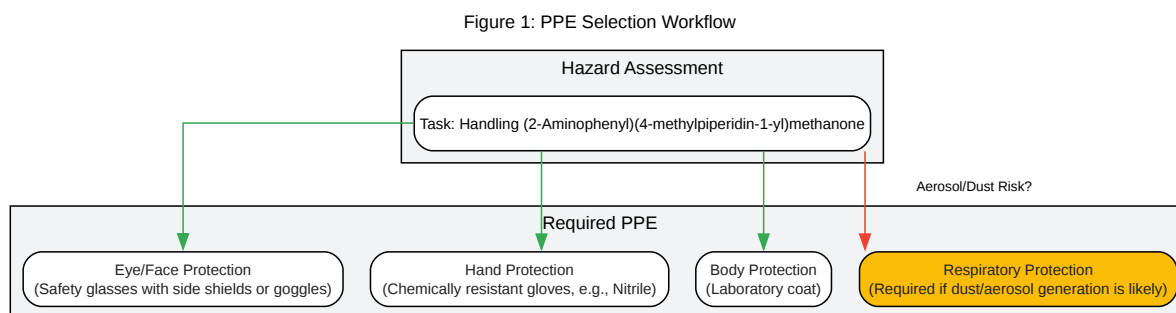 Figure 1: PPE Selection Workflow
Hazard Assessment
Task: Handling (2-Aminophenyl)(4-methylpiperidin-1-yl)methanone
Aerosol/Dust Risk?
Required PPE
Eye/Face Protection
(Safety glasses with side shields or goggles)
Hand Protection
(Chemically resistant gloves, e.g., Nitrile)
Body Protection
(Laboratory coat)
Respiratory Protection
(Required if dust/aerosol generation is likely)